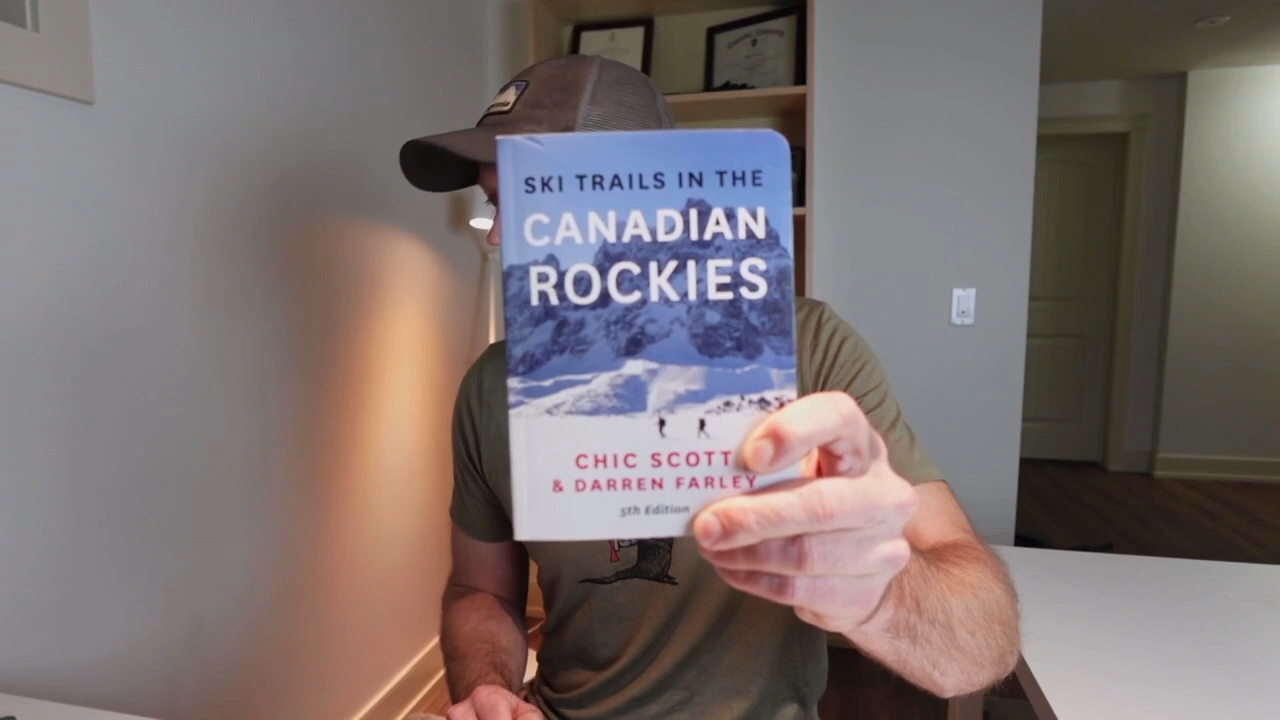 SKI TRAILS IN THE
CANADIAN
ROCKIES
CHIC SCOTT
& DARREN FARLEY
5th Edition